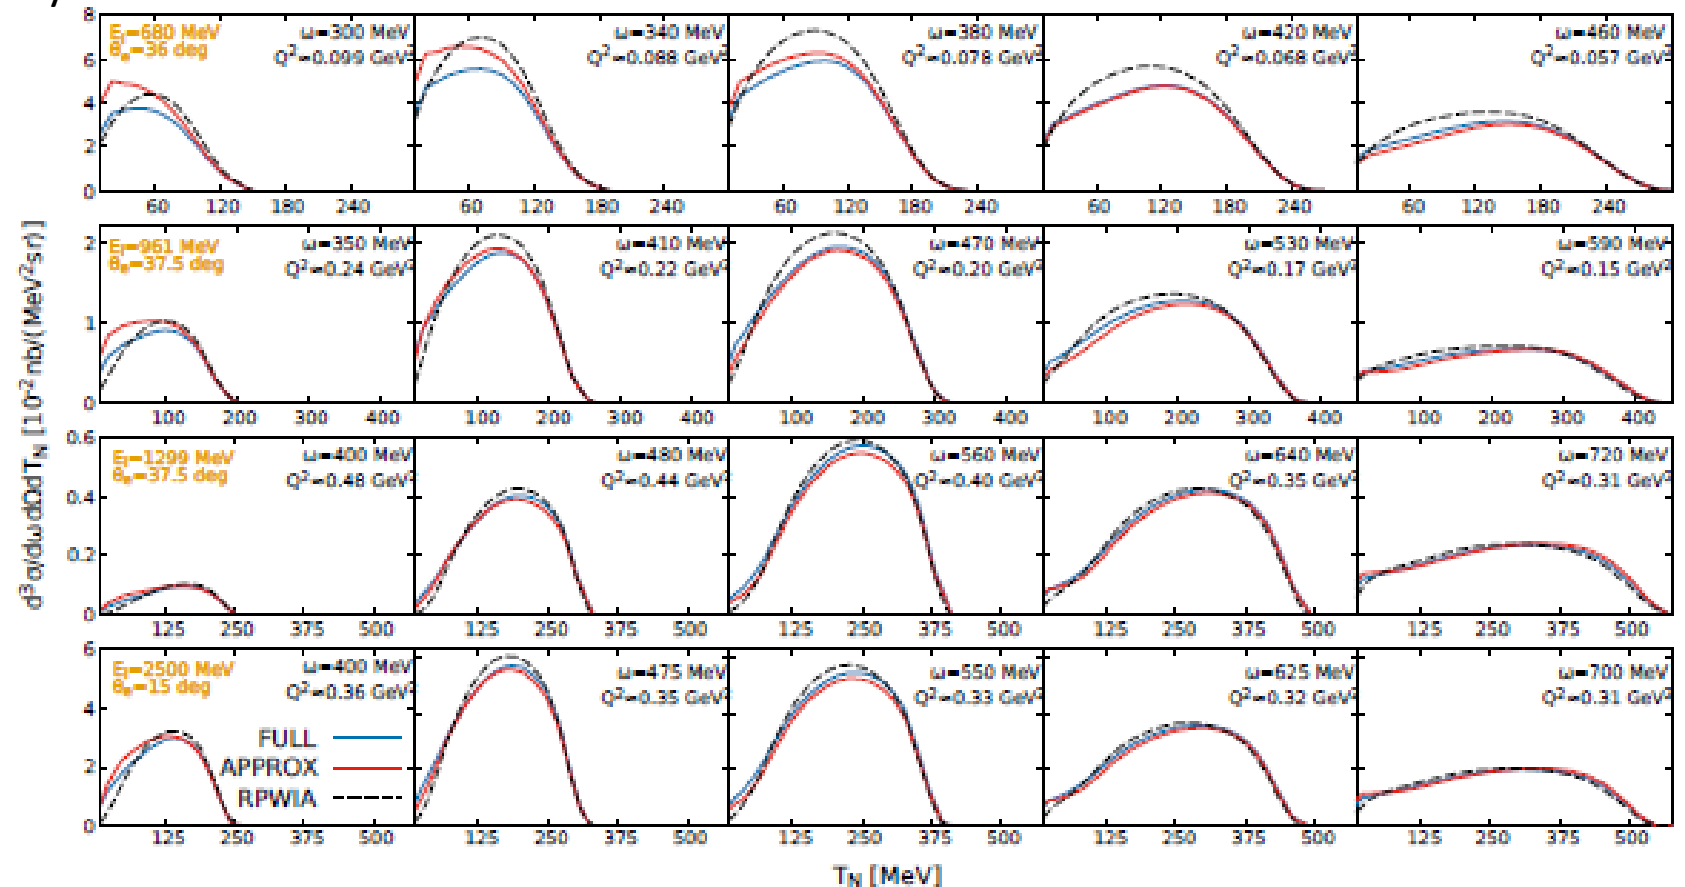 8 E_i=680 MeV ω=300 MeV ω=340 MeV ω=380 MeV ω=420 MeV ω=460 MeV
θ_e=36 deg Q²=0.099 GeV² Q²=0.088 GeV² Q²=0.078 GeV² Q²=0.068 GeV² Q²=0.057 GeV²
6
4
2
0
60 120 180 240 60 120 180 240 60 120 180 240 60 120 180 240 60 120 180 240
2 E_i=961 MeV ω=350 MeV ω=410 MeV ω=470 MeV ω=530 MeV ω=590 MeV
θ_e=37.5 deg Q²=0.24 GeV² Q²=0.22 GeV² Q²=0.20 GeV² Q²=0.17 GeV² Q²=0.15 GeV²
1
0
100 200 300 400 100 200 300 400 100 200 300 400 100 200 300 400 100 200 300 400
d³σ/dωdΩdT_N [10⁻² nb/(MeV² sr)]
0.6 E_i=1299 MeV ω=400 MeV ω=480 MeV ω=560 MeV ω=640 MeV ω=720 MeV
θ_e=37.5 deg Q²=0.48 GeV² Q²=0.44 GeV² Q²=0.40 GeV² Q²=0.35 GeV² Q²=0.31 GeV²
0.4
0.2
0
125 250 375 500 125 250 375 500 125 250 375 500 125 250 375 500 125 250 375 500
6 E_i=2500 MeV ω=400 MeV ω=475 MeV ω=550 MeV ω=625 MeV ω=700 MeV
θ_e=15 deg Q²=0.36 GeV² Q²=0.35 GeV² Q²=0.33 GeV² Q²=0.32 GeV² Q²=0.31 GeV²
4
FULL
2 APPROX
RPWIA
0
125 250 375 500 125 250 375 500 125 250 375 500 125 250 375 500 125 250 375 500
T_N [MeV]